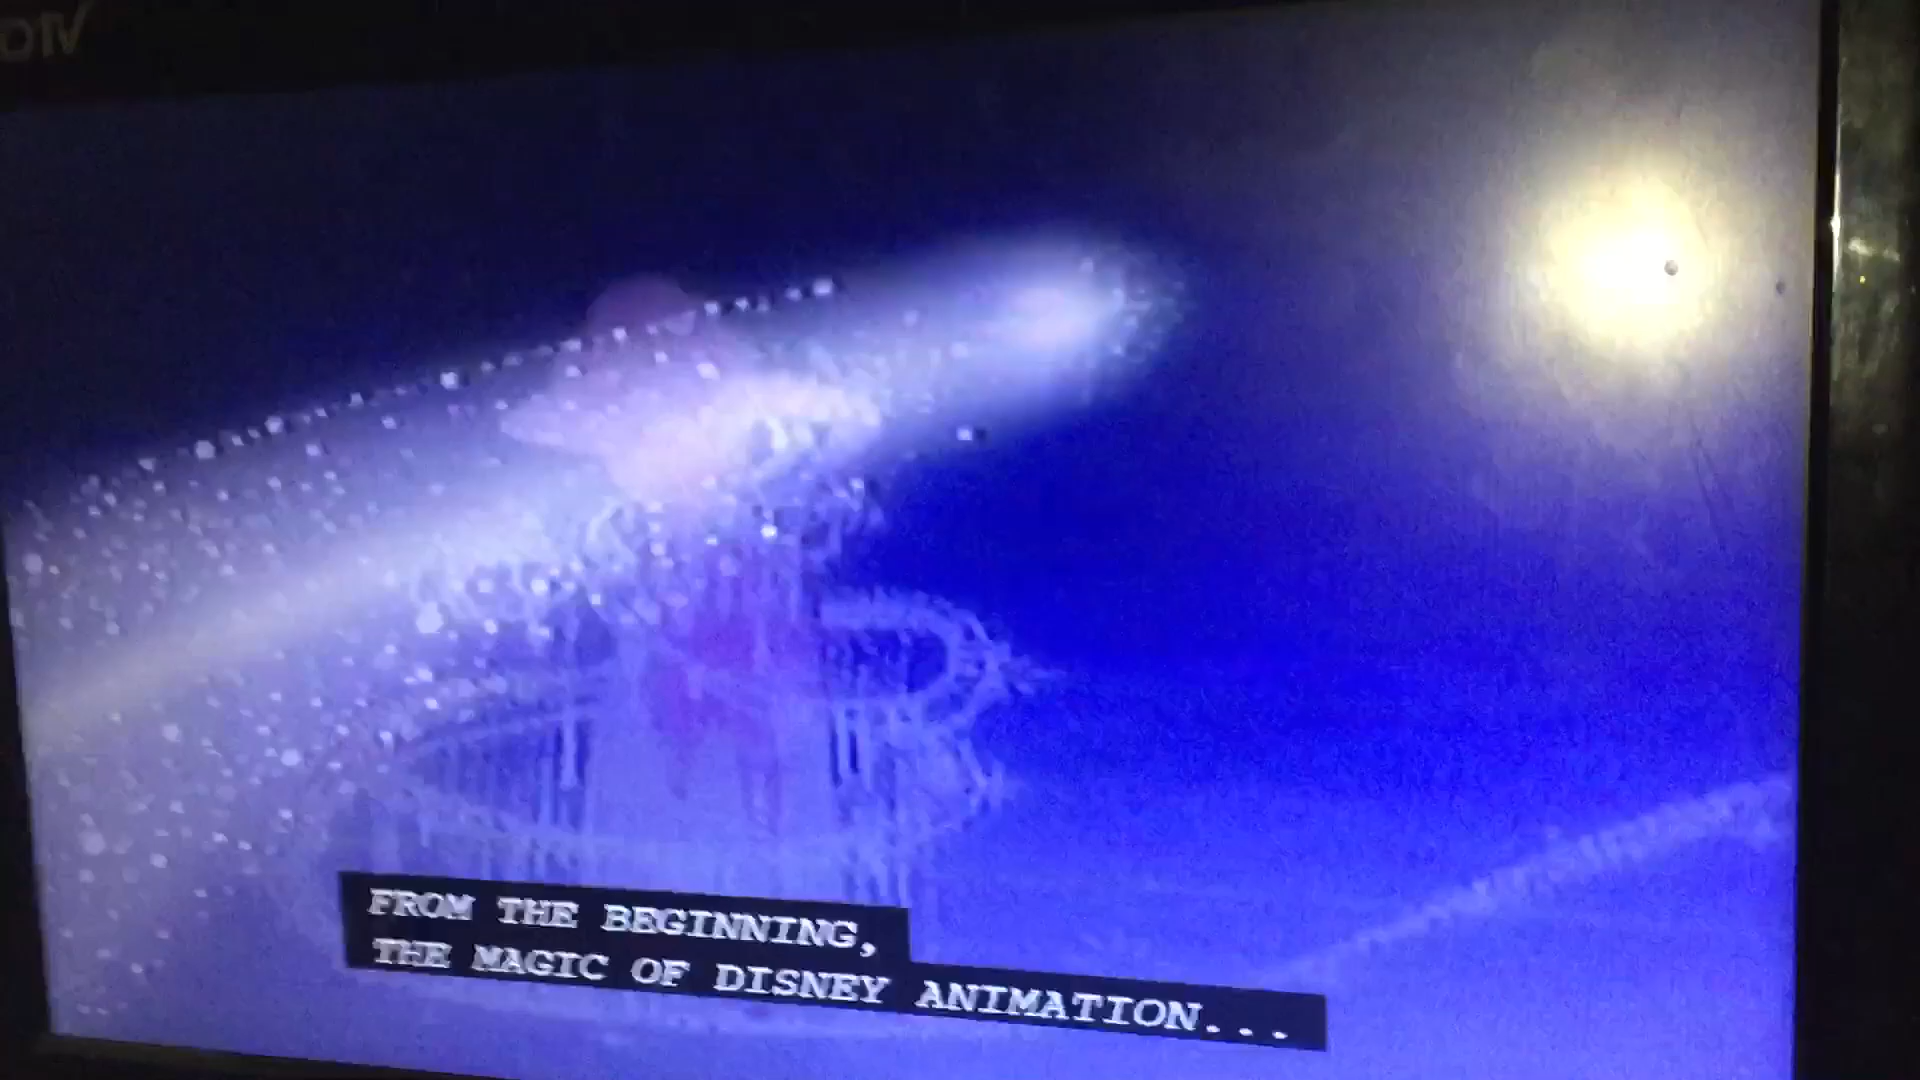 FROM THE BEGINNING,
THE MAGIC OF DISNEY ANIMATION...